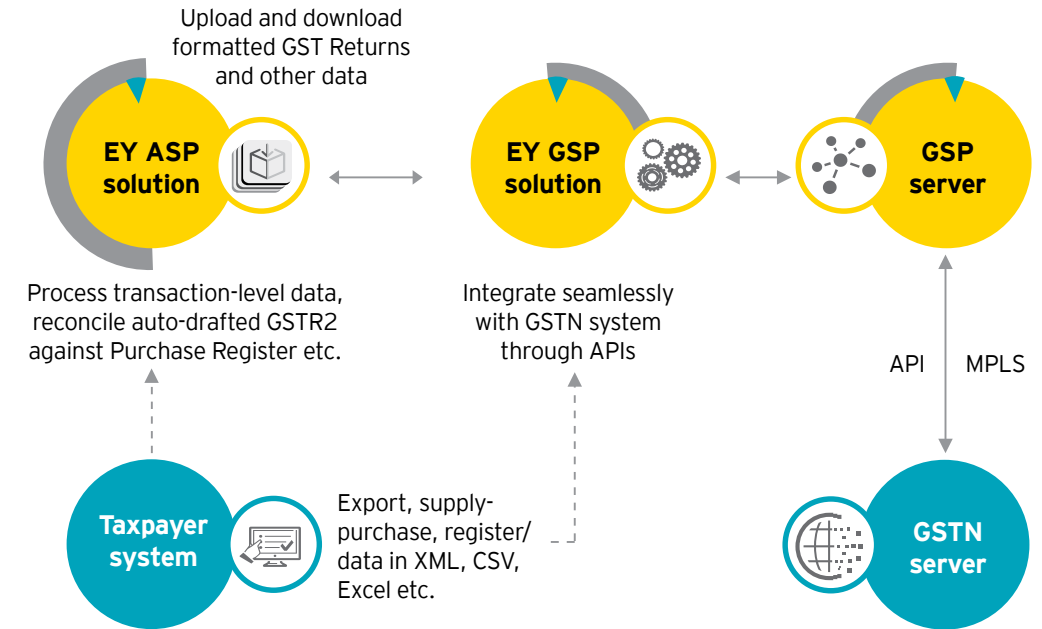 Upload and download
formatted GST Returns
and other data
EY ASP
solution
EY GSP
solution
GSP
server
Process transaction-level data,
reconcile auto-drafted GSTR2
against Purchase Register etc.
Integrate seamlessly
with GSTN system
through APIs
API
MPLS
Taxpayer
system
Export, supply-
purchase, register/
data in XML, CSV,
Excel etc.
GSTN
server